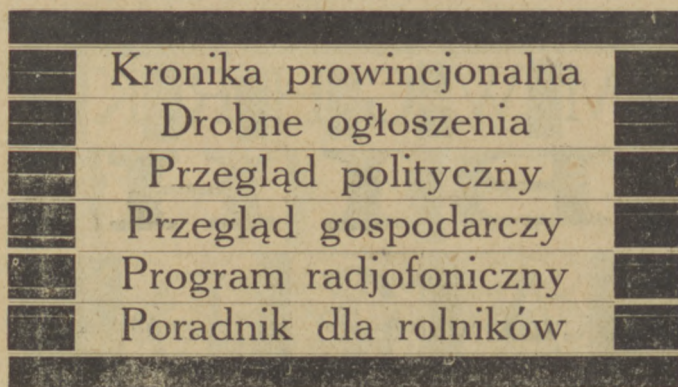 Kronika prowincjonalna
Drobne ogłoszenia
Przegląd polityczny
Przegląd gospodarczy
Program radjofoniczny
Poradnik dla rolników